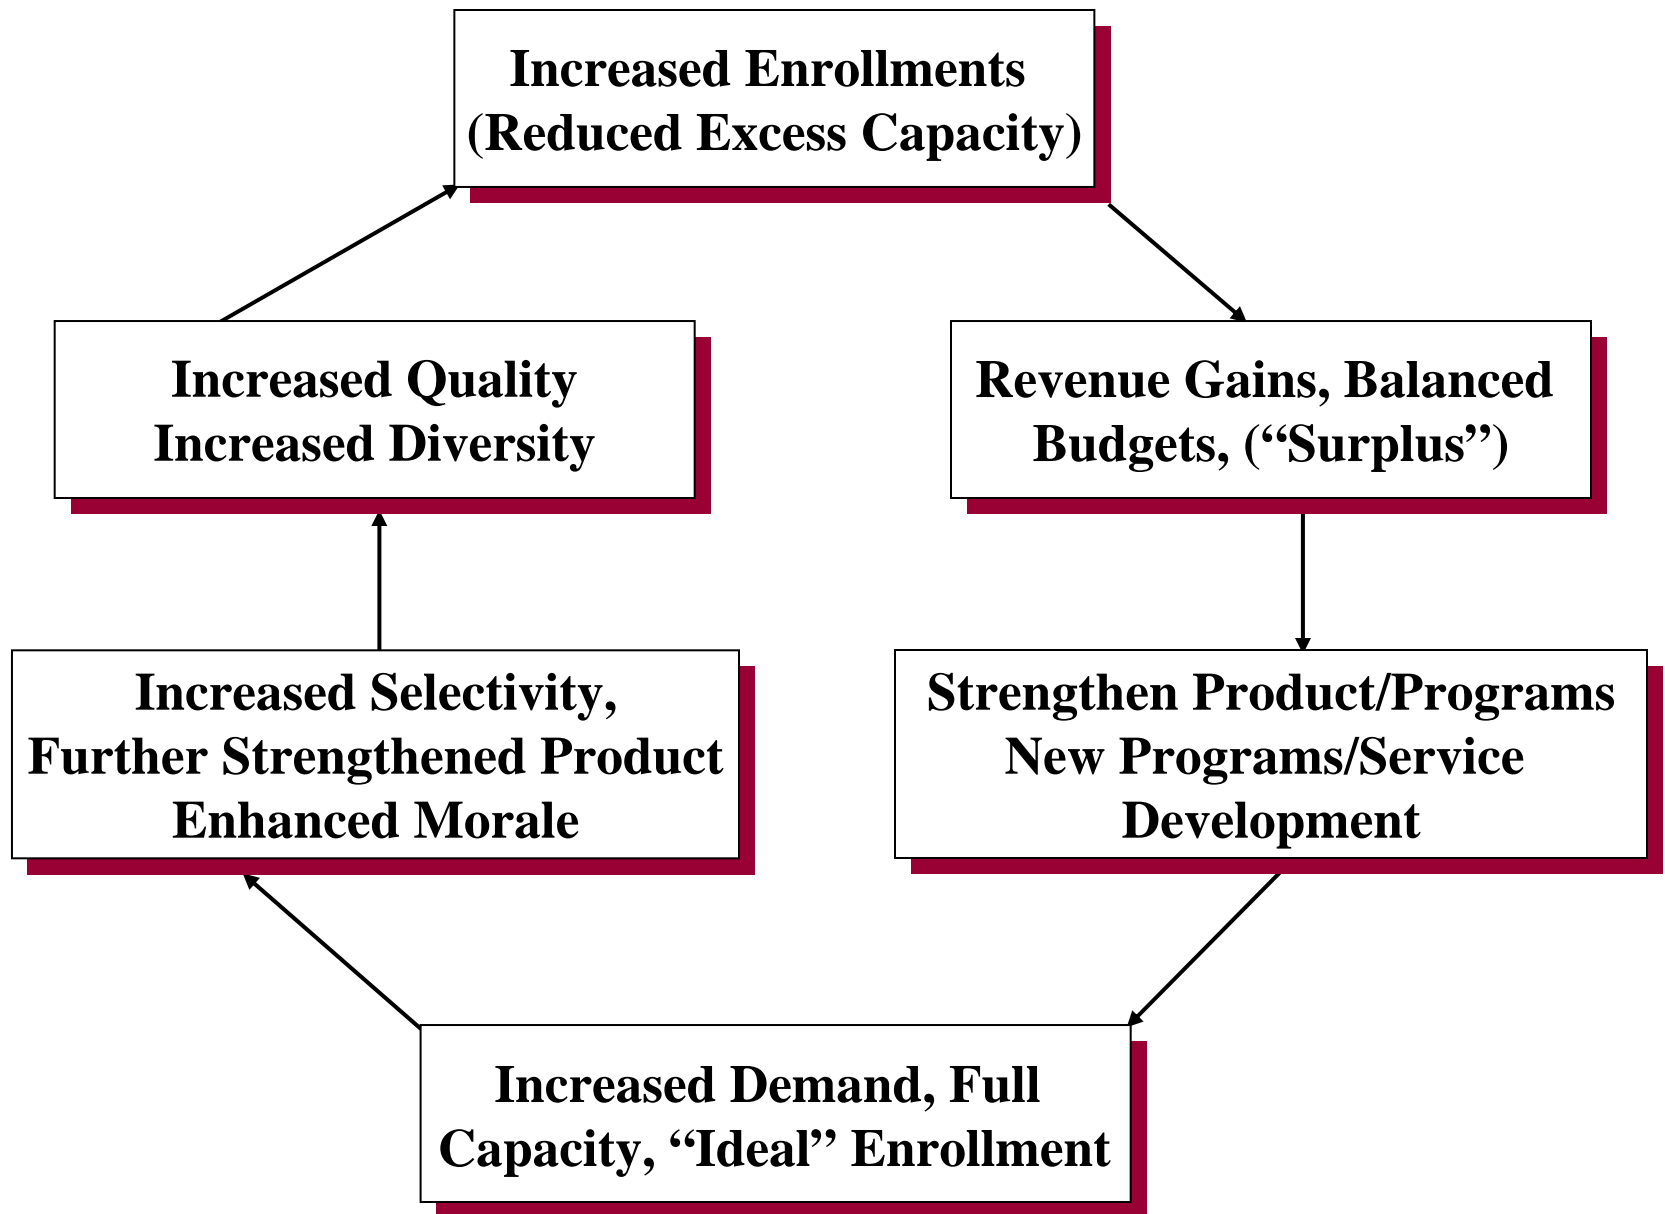 Increased Enrollments
(Reduced Excess Capacity)
Revenue Gains, Balanced
Budgets, (“Surplus”)
Strengthen Product/Programs
New Programs/Service
Development
Increased Demand, Full
Capacity, “Ideal” Enrollment
Increased Selectivity,
Further Strengthened Product
Enhanced Morale
Increased Quality
Increased Diversity